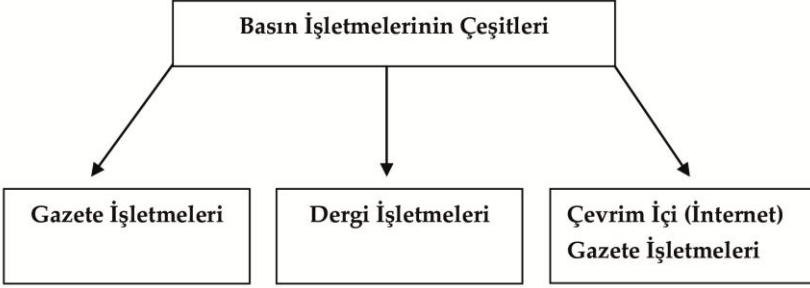 Basın İşletmelerinin Çeşitleri
Gazete İşletmeleri
Dergi İşletmeleri
Çevrim İçi (İnternet)
Gazete İşletmeleri